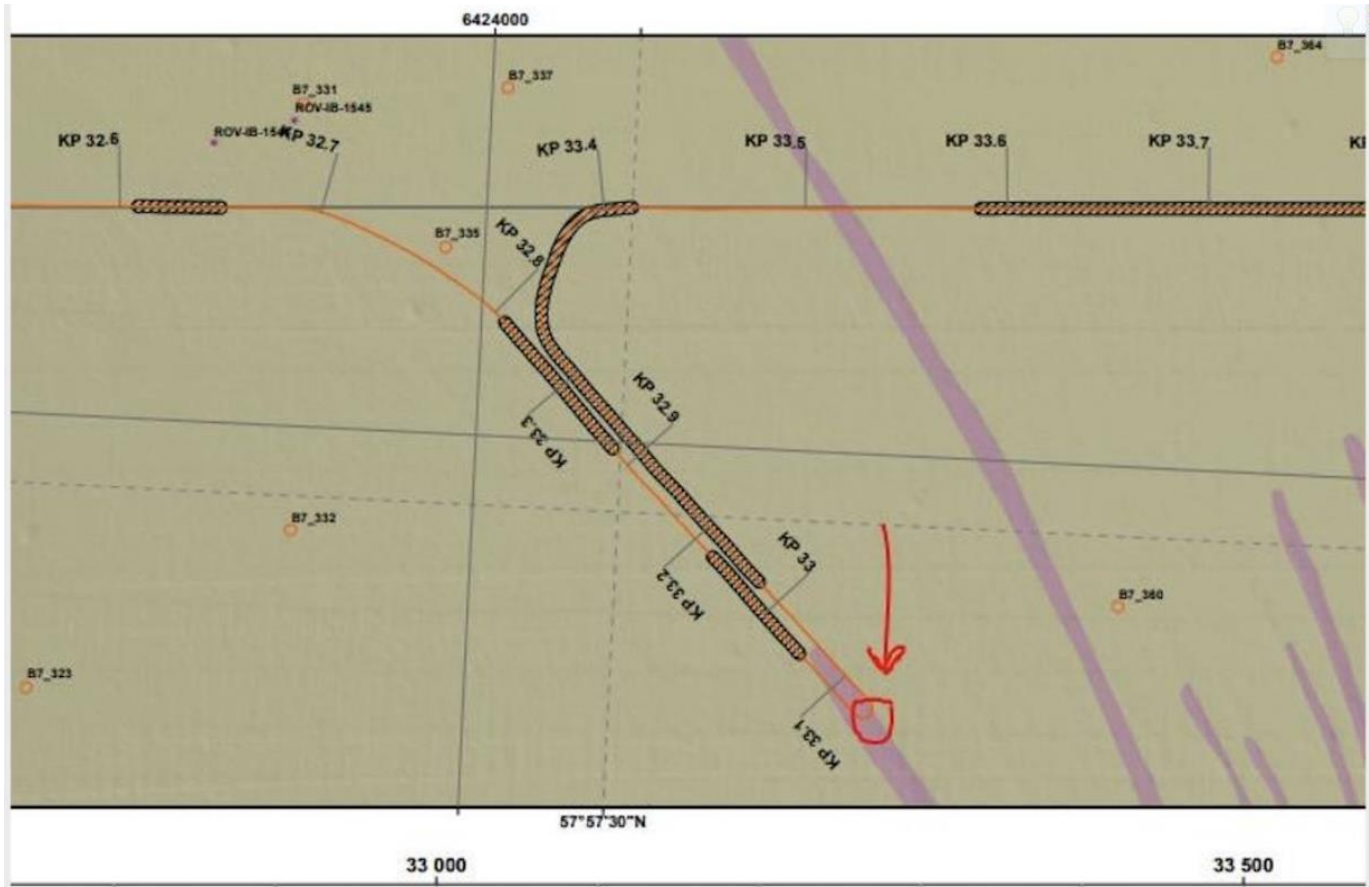 6424000
B7_364
B7_337
B7_331
ROV-IB-1545
ROV-IB-154
KP 32.6
KP 32.7
KP 33.4
KP 33.5
KP 33.6
KP 33.7
B7_335
KP 32.8
KP 32.9
KP 33.3
B7_332
KP 33
KP 33.2
B7_360
B7_323
KP 33.1
57°57'30"N
33 000
33 500